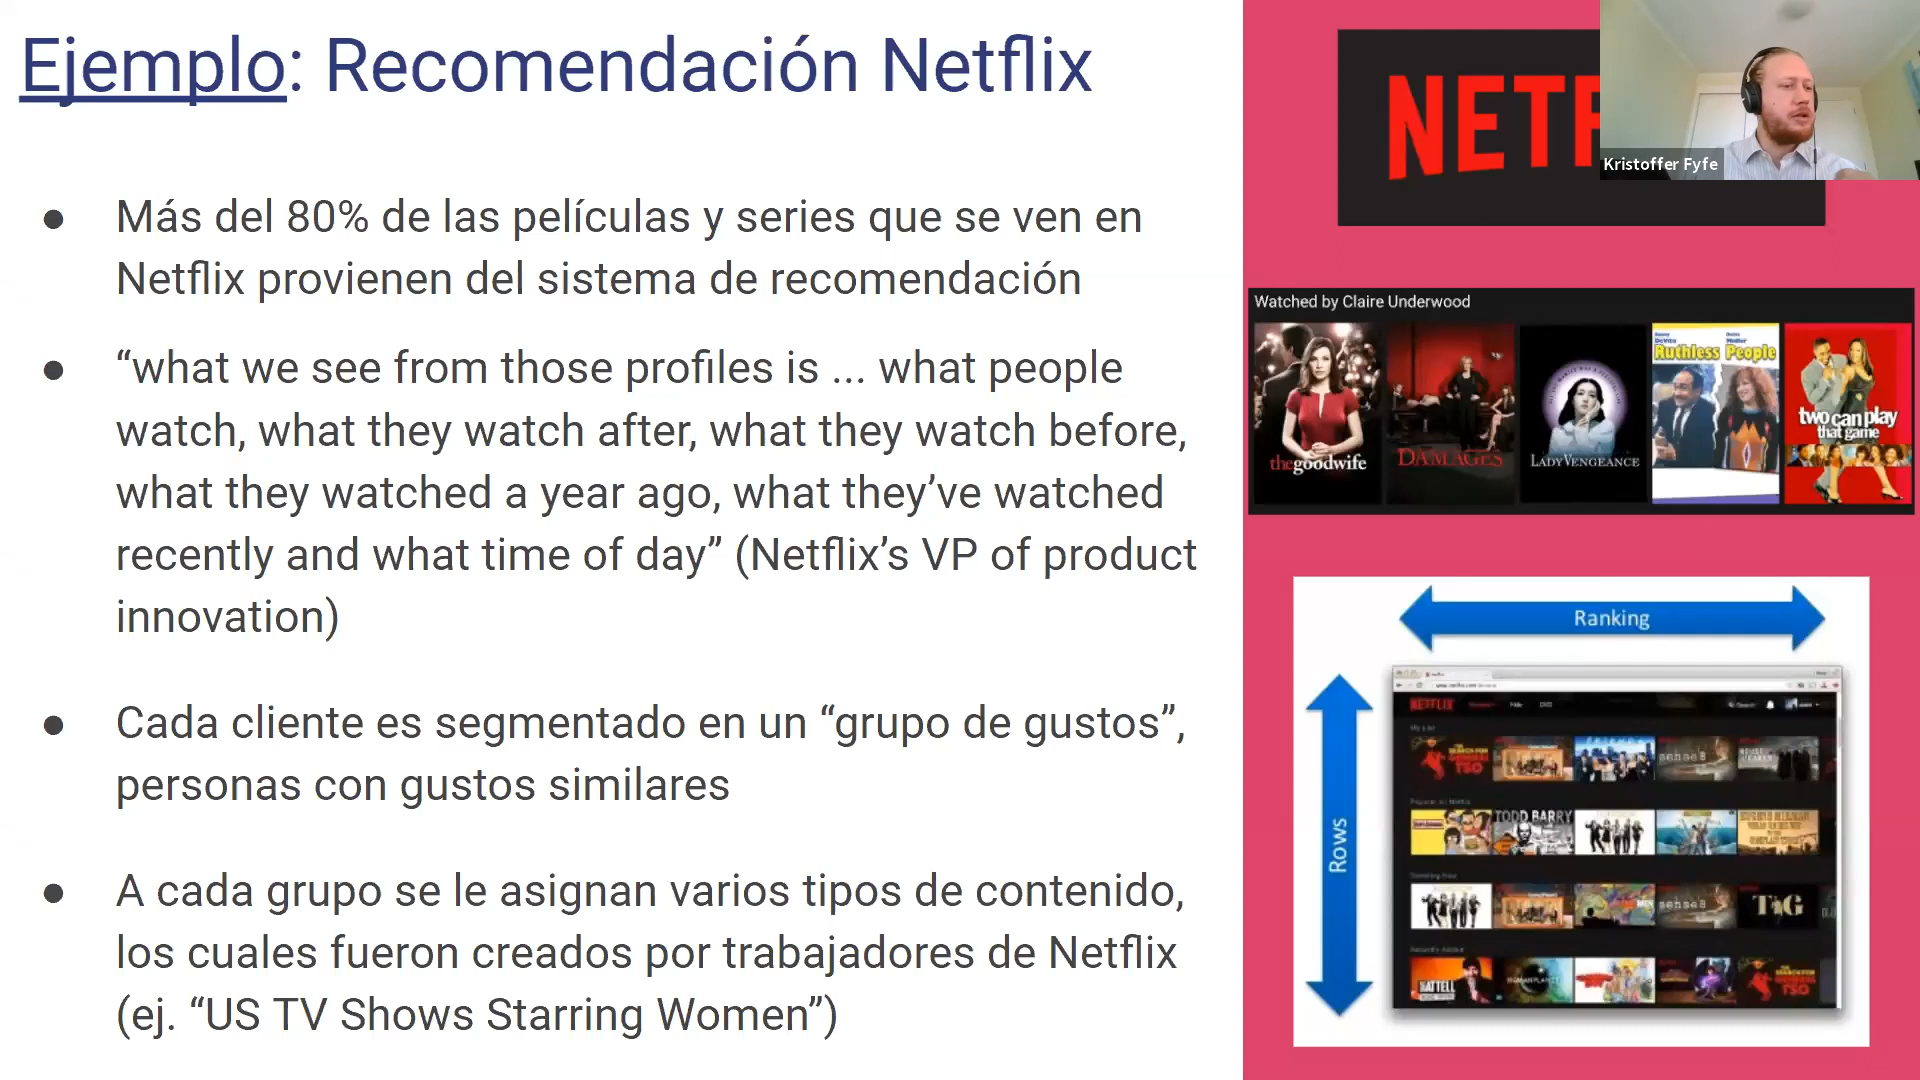 Ejemplo: Recomendación Netflix
● Más del 80% de las películas y series que se ven en
Netflix provienen del sistema de recomendación
● “what we see from those profiles is ... what people
watch, what they watch after, what they watch before,
what they watched a year ago, what they’ve watched
recently and what time of day” (Netflix’s VP of product
innovation)
● Cada cliente es segmentado en un “grupo de gustos”,
personas con gustos similares
● A cada grupo se le asignan varios tipos de contenido,
los cuales fueron creados por trabajadores de Netflix
(ej. “US TV Shows Starring Women”)
NETF
Kristoffer Fyfe
Watched by Claire Underwood
thegoodwife
DAMAGES
LADY VENGEANCE
Ruthless People
two can play
that game
Ranking
Rows
NETFLIX
My List
sense8
TODD BARRY
sense8
TIG